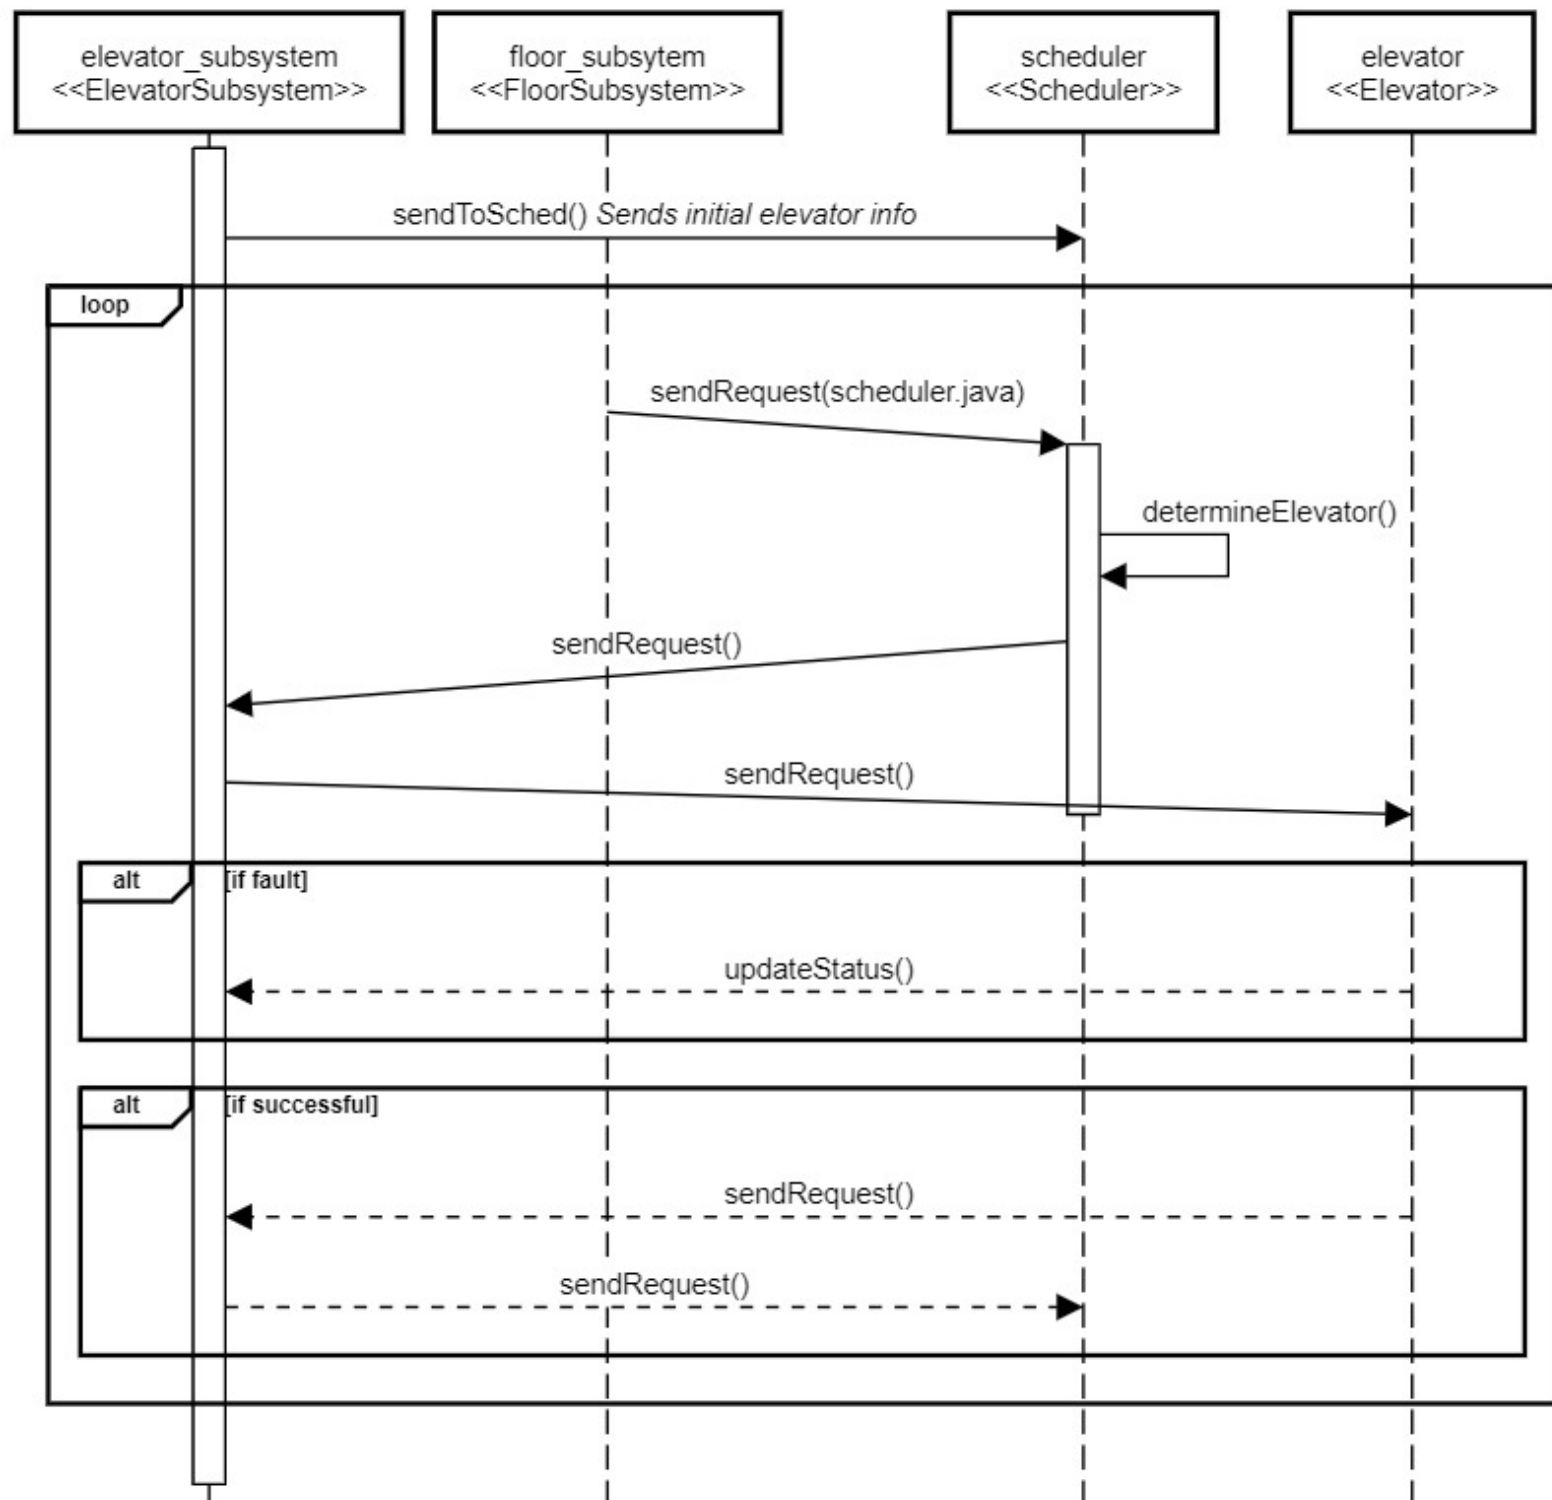 elevator_subsystem
<<ElevatorSubsystem>>
floor_subsytem
<<FloorSubsystem>>
scheduler
<<Scheduler>>
elevator
<<Elevator>>
sendToSched() Sends initial elevator info
loop
sendRequest(scheduler.java)
determineElevator()
sendRequest()
sendRequest()
alt [if fault]
updateStatus()
alt [if successful]
sendRequest()
sendRequest()